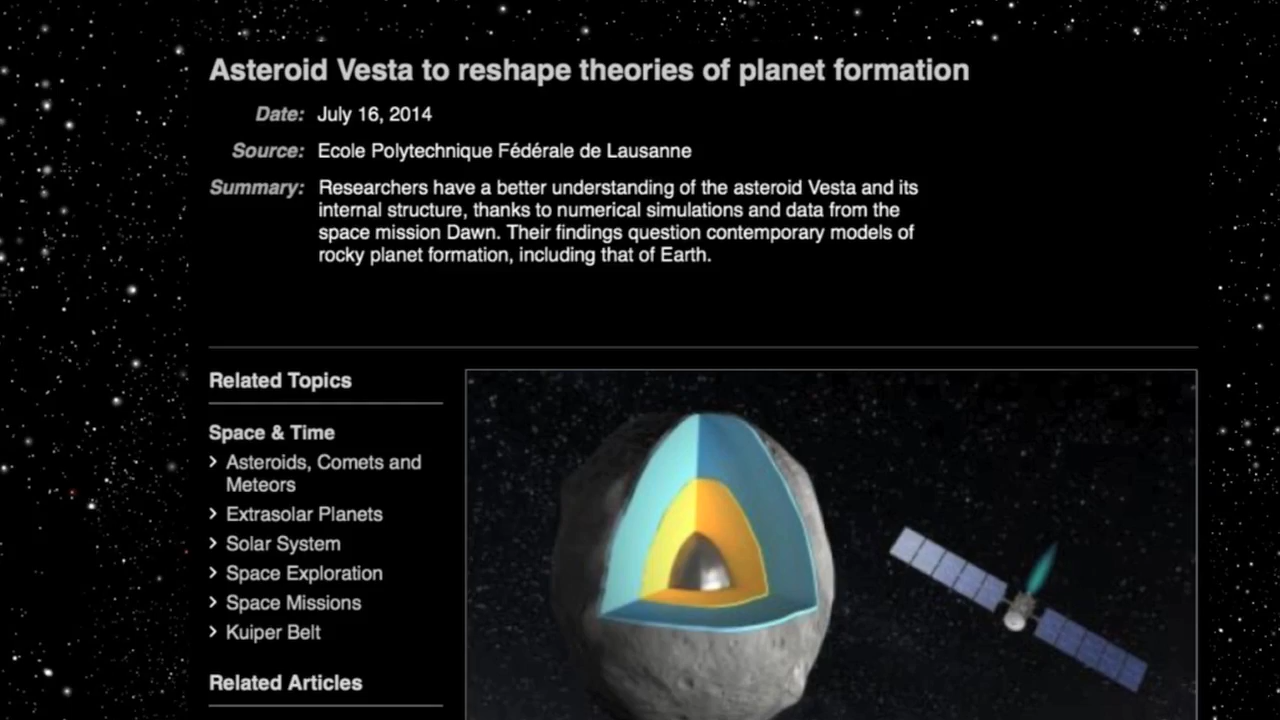 Asteroid Vesta to reshape theories of planet formation
Date: July 16, 2014
Source: Ecole Polytechnique Fédérale de Lausanne
Summary: Researchers have a better understanding of the asteroid Vesta and its
internal structure, thanks to numerical simulations and data from the
space mission Dawn. Their findings question contemporary models of
rocky planet formation, including that of Earth.
Related Topics
Space & Time
› Asteroids, Comets and
Meteors
› Extrasolar Planets
› Solar System
› Space Exploration
› Space Missions
› Kuiper Belt
Related Articles